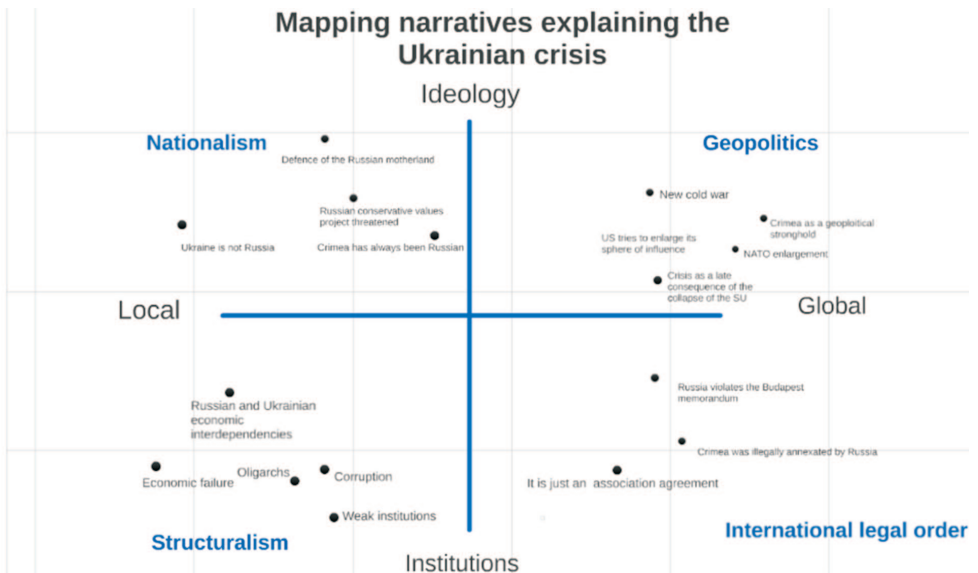 Mapping narratives explaining the
Ukrainian crisis
Ideology
Nationalism
Geopolitics
Defence of the Russian motherland
New cold war
Russian conservative values
project threatened
Crimea as a geoploitical
stronghold
Ukraine is not Russia
Crimea has always been Russian
US tries to enlarge its
sphere of influence
NATO enlargement
Crisis as a late
consequence of the
collapse of the SU
Local
Global
Russian and Ukrainian
economic
interdependencies
Russia violates the Budapest
memorandum
Crimea was illegally annexated by Russia
Economic failure
Oligarchs
Corruption
It is just an association agreement
Weak institutions
Structuralism
International legal order
Institutions